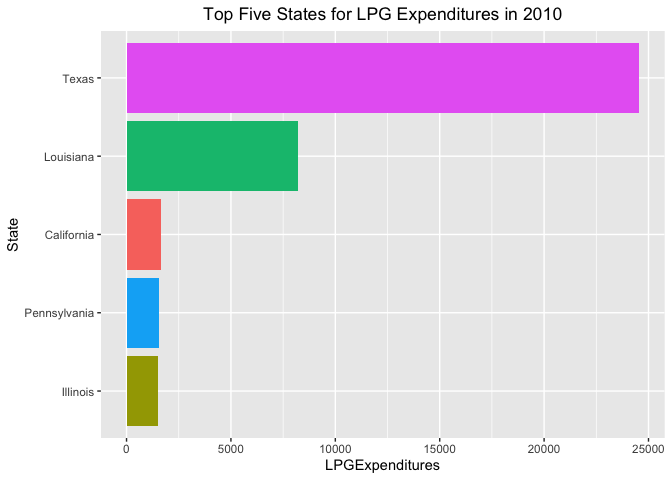 Top Five States for LPG Expenditures in 2010
Texas
Louisiana
California
Pennsylvania
Illinois
State
0 5000 10000 15000 20000 25000
LPGExpenditures